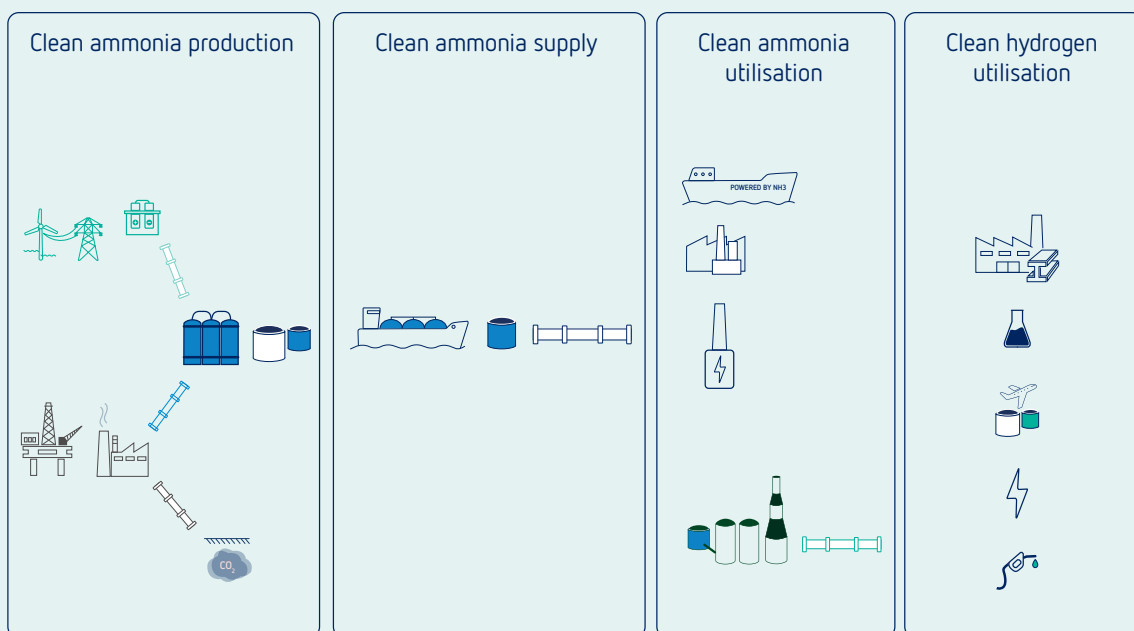 Clean ammonia production
Clean ammonia supply
Clean ammonia
utilisation
Clean hydrogen
utilisation
POWERED BY NH3
CO₂